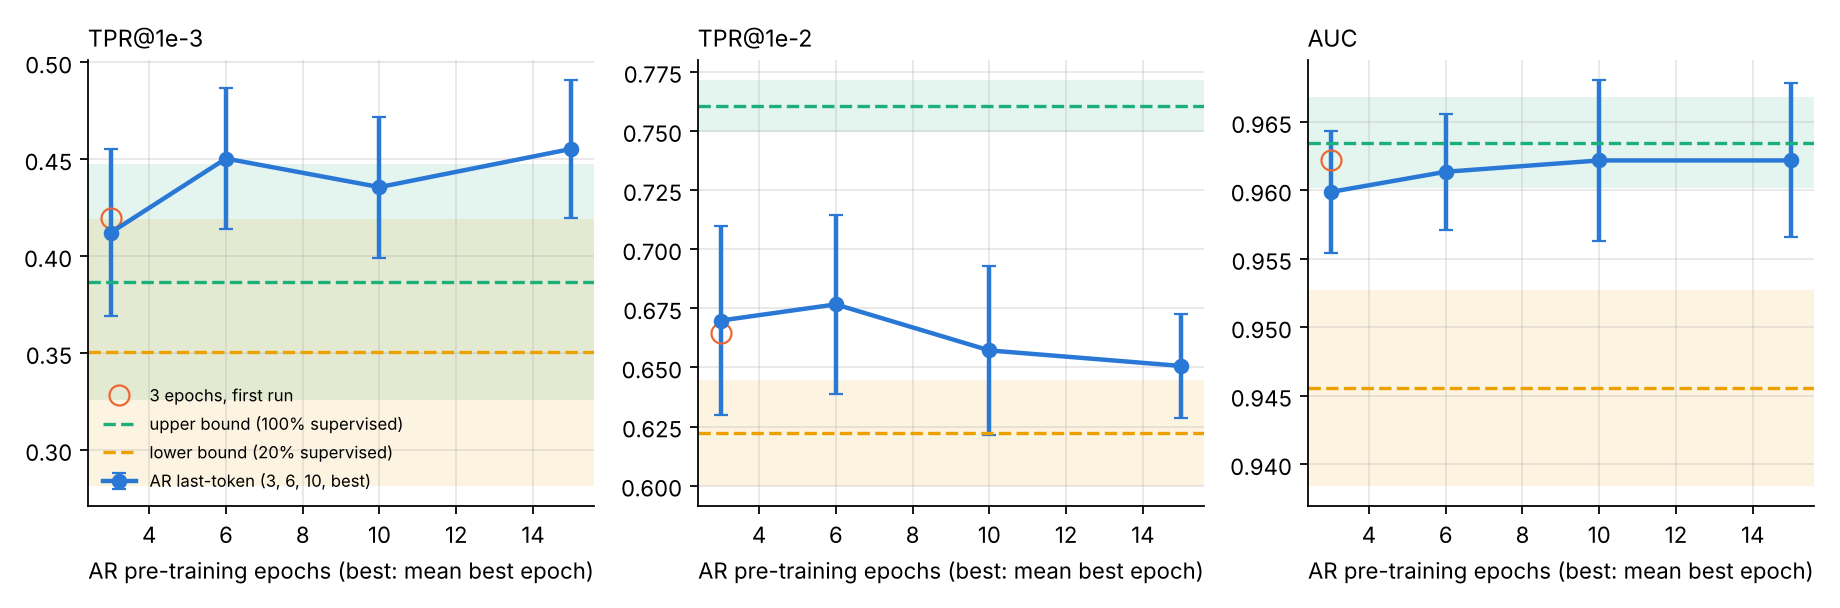 TPR@1e-3
0.50
0.45
0.40
0.35
0.30
3 epochs, first run
upper bound (100% supervised)
lower bound (20% supervised)
AR last-token (3, 6, 10, best)
4 6 8 10 12 14
AR pre-training epochs (best: mean best epoch)
TPR@1e-2
0.775
0.750
0.725
0.700
0.675
0.650
0.625
0.600
4 6 8 10 12 14
AR pre-training epochs (best: mean best epoch)
AUC
0.965
0.960
0.955
0.950
0.945
0.940
4 6 8 10 12 14
AR pre-training epochs (best: mean best epoch)